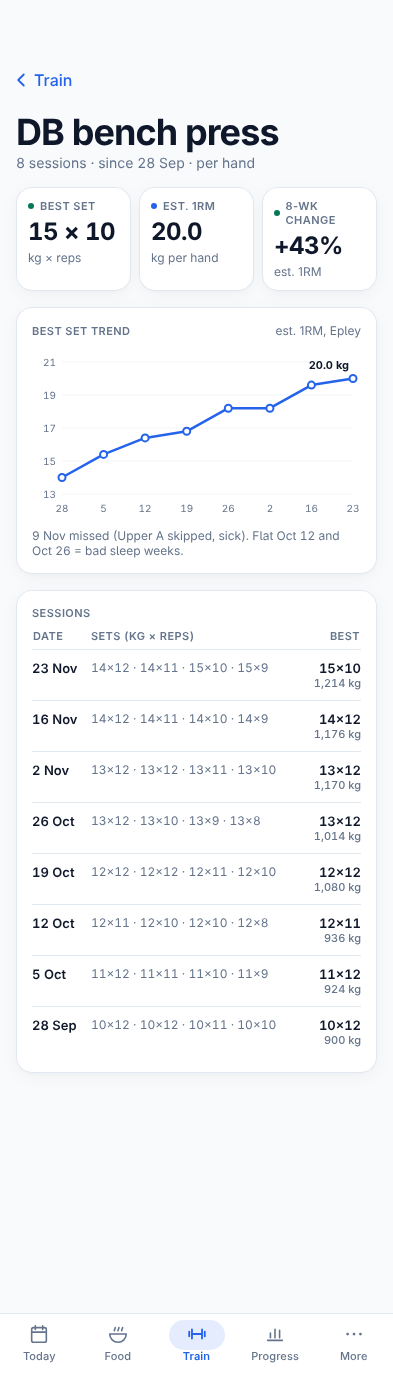 Train
DB bench press
8 sessions · since 28 Sep · per hand
BEST SET
15 × 10
kg × reps
EST. 1RM
20.0
kg per hand
8-WK
CHANGE
+43%
est. 1RM
BEST SET TREND
est. 1RM, Epley
20.0 kg
21
19
17
15
13
28 5 12 19 26 2 16 23
9 Nov missed (Upper A skipped, sick). Flat Oct 12 and
Oct 26 = bad sleep weeks.
SESSIONS
DATE SETS (KG × REPS) BEST
23 Nov 14×12 · 14×11 · 15×10 · 15×9 15×10
1,214 kg
16 Nov 14×12 · 14×11 · 14×10 · 14×9 14×12
1,176 kg
2 Nov 13×12 · 13×12 · 13×11 · 13×10 13×12
1,170 kg
26 Oct 13×12 · 13×10 · 13×9 · 13×8 13×12
1,014 kg
19 Oct 12×12 · 12×12 · 12×11 · 12×10 12×12
1,080 kg
12 Oct 12×11 · 12×10 · 12×10 · 12×8 12×11
936 kg
5 Oct 11×12 · 11×11 · 11×10 · 11×9 11×12
924 kg
28 Sep 10×12 · 10×12 · 10×11 · 10×10 10×12
900 kg
Today Food Train Progress More